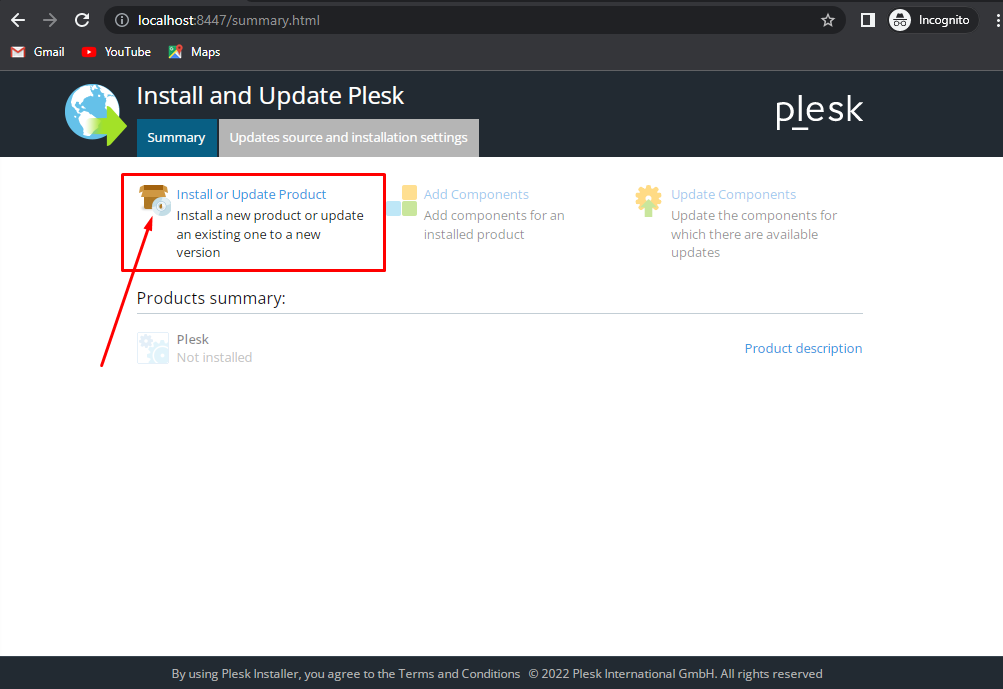 localhost:8447/summary.html
Incognito
Gmail
YouTube
Maps
Install and Update Plesk
plesk
Summary
Updates source and installation settings
Install or Update Product
Install a new product or update
an existing one to a new
version
Add Components
Add components for an
installed product
Update Components
Update the components for
which there are available
updates
Products summary:
Plesk
Not installed
Product description
By using Plesk Installer, you agree to the Terms and Conditions © 2022 Plesk International GmbH. All rights reserved